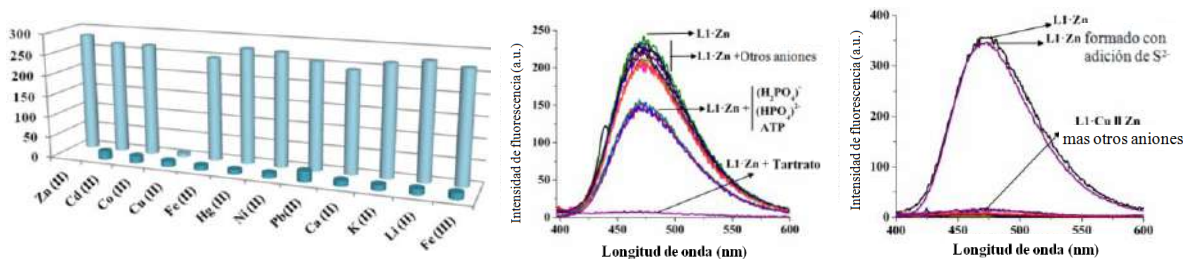 300
250
200
150
100
50
0
Zn (II)
Cd (II)
Co (II)
Cu (II)
Fe (II)
Hg (II)
Ni (II)
Pb(II)
Ca (II)
K (II)
Li (II)
Fe (III)
Intensidad de fluorescencia (a.u.)
250
200
150
100
50
0
L1·Zn
L1·Zn +Otros aniones
L1·Zn +
(H₂PO₄)⁻
(HPO₄)²⁻
ATP
L1·Zn + Tartrato
400 450 500 550 600
Longitud de onda (nm)
Intensidad de fluorescencia (a.u.)
400
300
200
100
0
L1·Zn
L1·Zn formado con
adición de S²⁻
L1·Cu II Zn
mas otros aniones
400 450 500 550 600
Longitud de onda (nm)